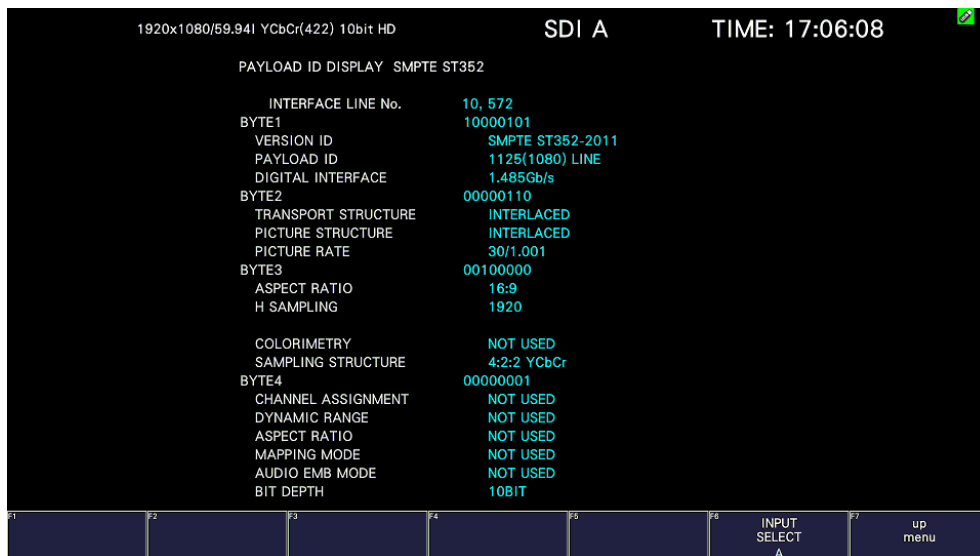 1920x1080/59.94I YCbCr(422) 10bit HD SDI A TIME: 17:06:08
PAYLOAD ID DISPLAY SMPTE ST352
INTERFACE LINE No. 10, 572
BYTE1 10000101
VERSION ID SMPTE ST352-2011
PAYLOAD ID 1125(1080) LINE
DIGITAL INTERFACE 1.485Gb/s
BYTE2 00000110
TRANSPORT STRUCTURE INTERLACED
PICTURE STRUCTURE INTERLACED
PICTURE RATE 30/1.001
BYTE3 00100000
ASPECT RATIO 16:9
H SAMPLING 1920
COLORIMETRY NOT USED
SAMPLING STRUCTURE 4:2:2 YCbCr
BYTE4 00000001
CHANNEL ASSIGNMENT NOT USED
DYNAMIC RANGE NOT USED
ASPECT RATIO NOT USED
MAPPING MODE NOT USED
AUDIO EMB MODE NOT USED
BIT DEPTH 10BIT
F1 F2 F3 F4 F5 F6 F7
INPUT up
SELECT menu
A